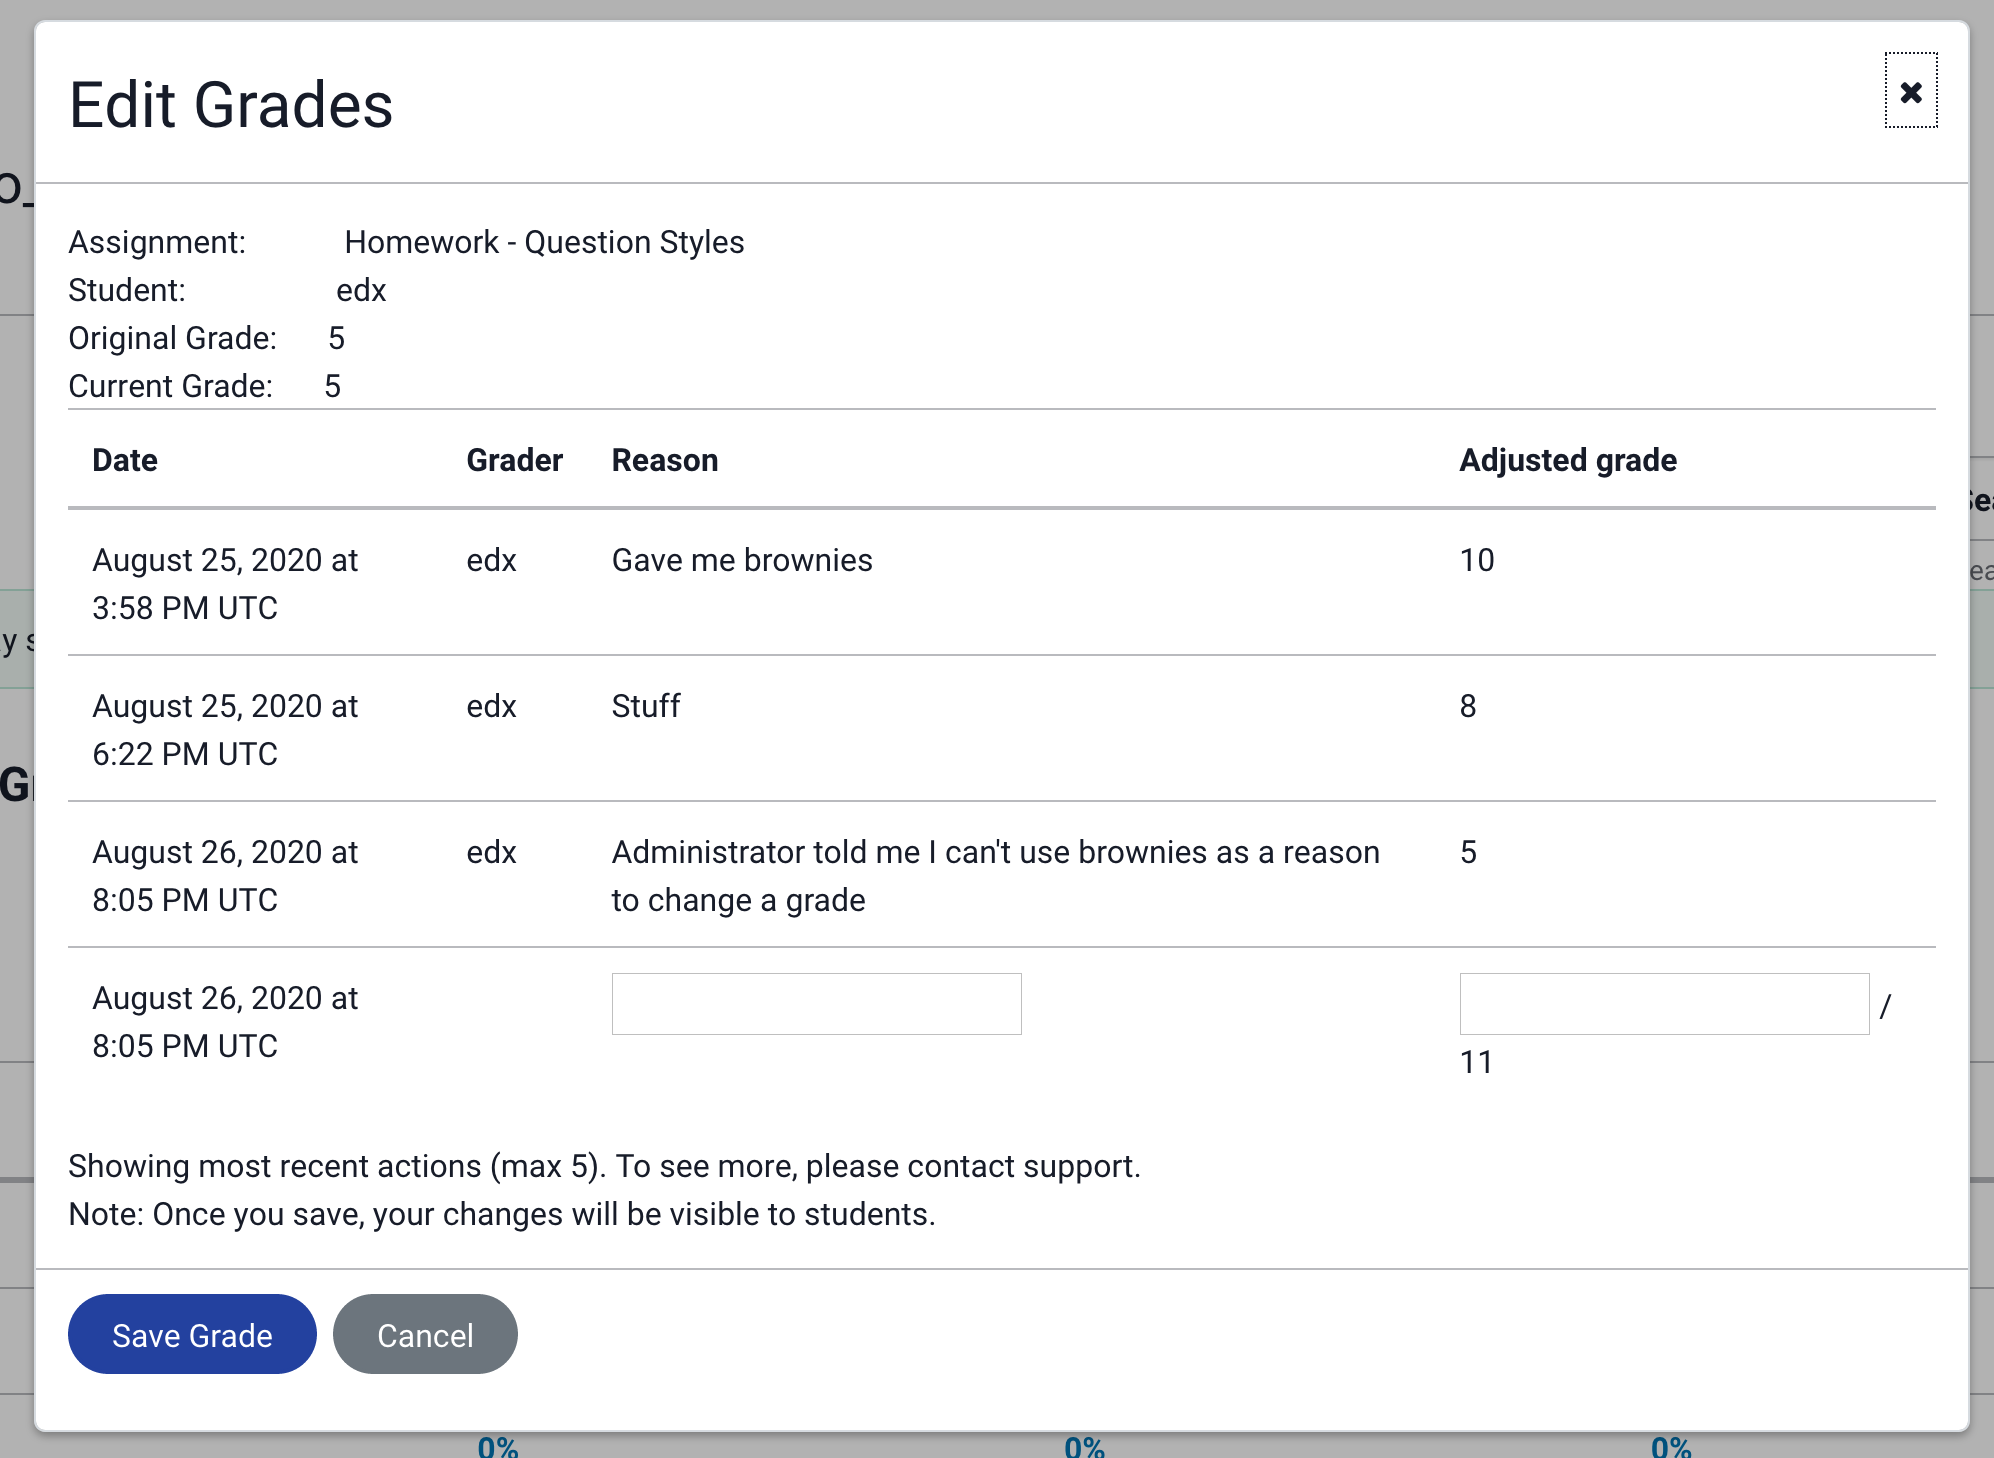 Edit Grades
Assignment: Homework - Question Styles
Student: edx
Original Grade: 5
Current Grade: 5
Date Grader Reason Adjusted grade
August 25, 2020 at edx Gave me brownies 10
3:58 PM UTC
August 25, 2020 at edx Stuff 8
6:22 PM UTC
August 26, 2020 at edx Administrator told me I can't use brownies as a reason 5
8:05 PM UTC to change a grade
August 26, 2020 at /
8:05 PM UTC 11
Showing most recent actions (max 5). To see more, please contact support.
Note: Once you save, your changes will be visible to students.
Save Grade Cancel
0% 0% 0%